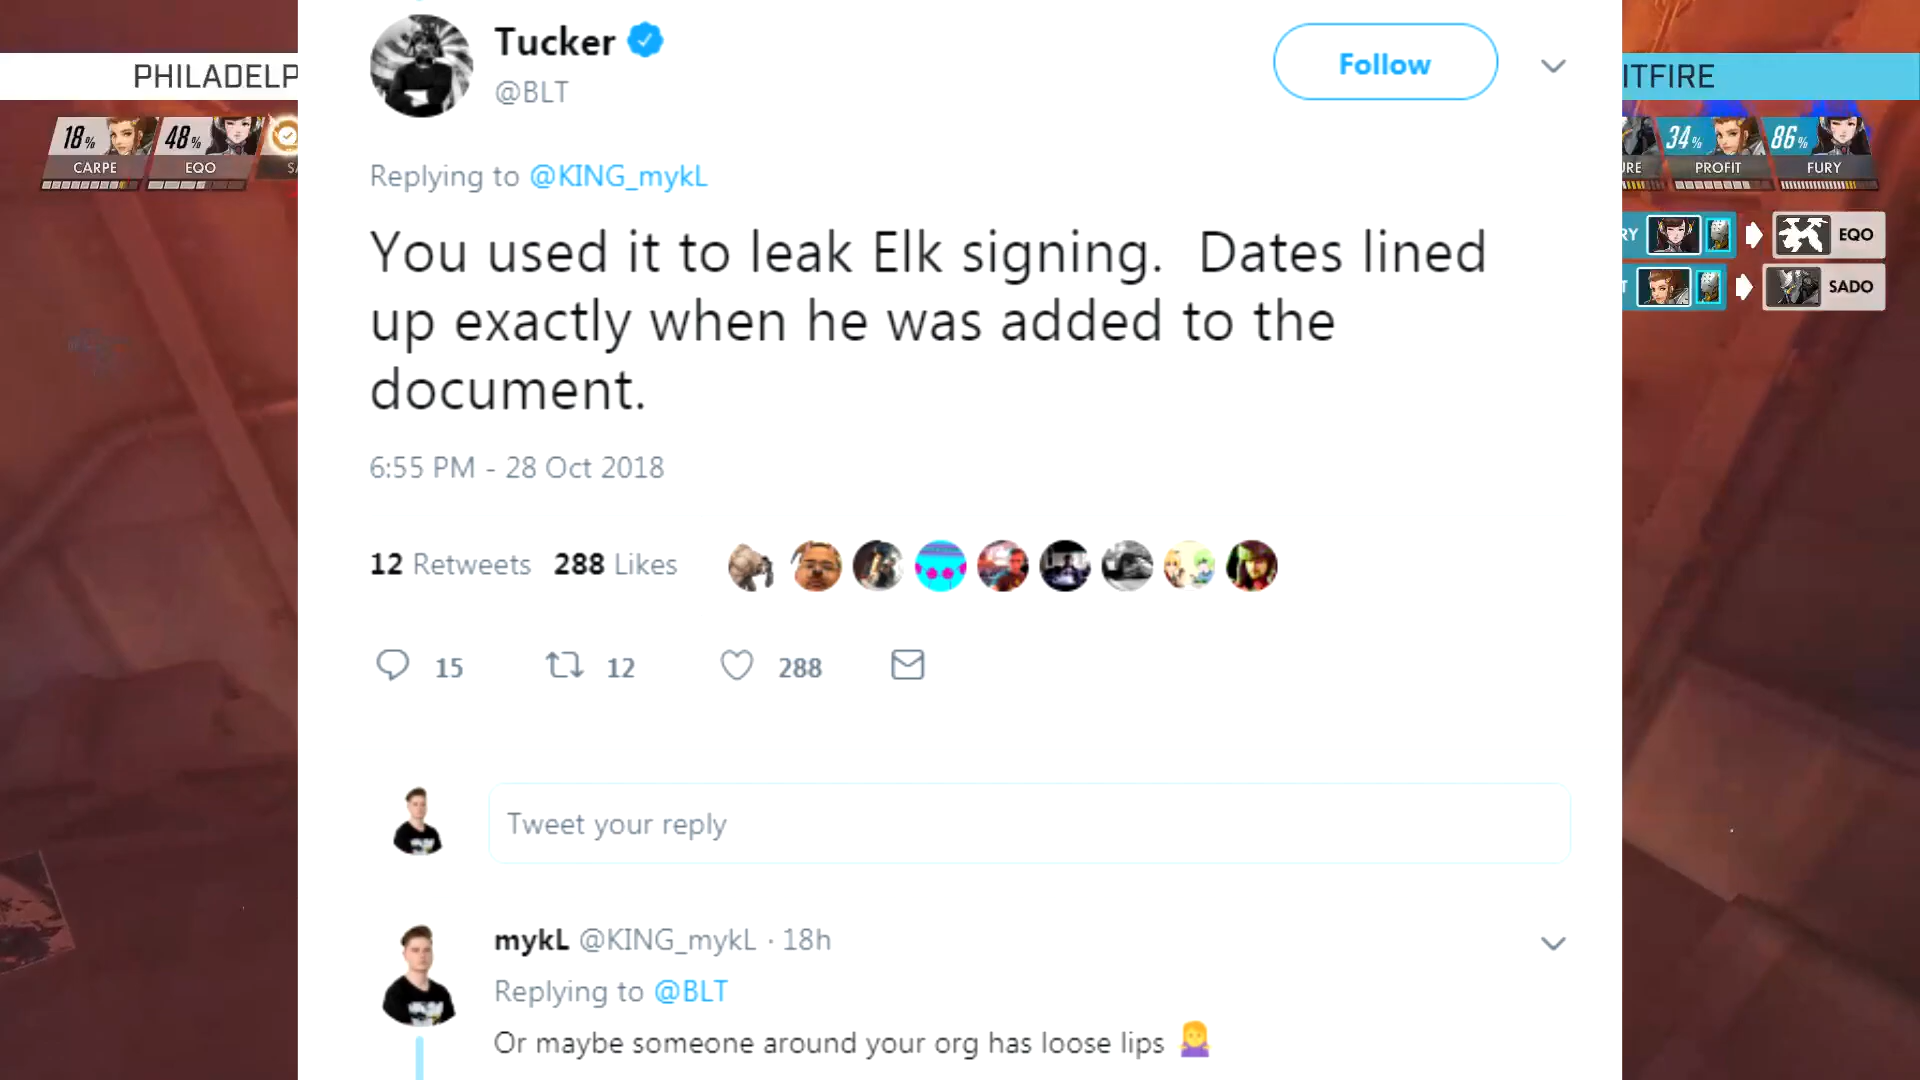 Tucker
@BLT
Follow
PHILADELP
ITFIRE
18%
48%
CARPE
EQO
34%
86%
URE
PROFIT
FURY
RY
EQO
SADO
Replying to @KING_mykL
You used it to leak Elk signing. Dates lined
up exactly when he was added to the
document.
6:55 PM - 28 Oct 2018
12 Retweets 288 Likes
15 12 288
Tweet your reply
mykL @KING_mykL · 18h
Replying to @BLT
Or maybe someone around your org has loose lips 🤷‍♀️